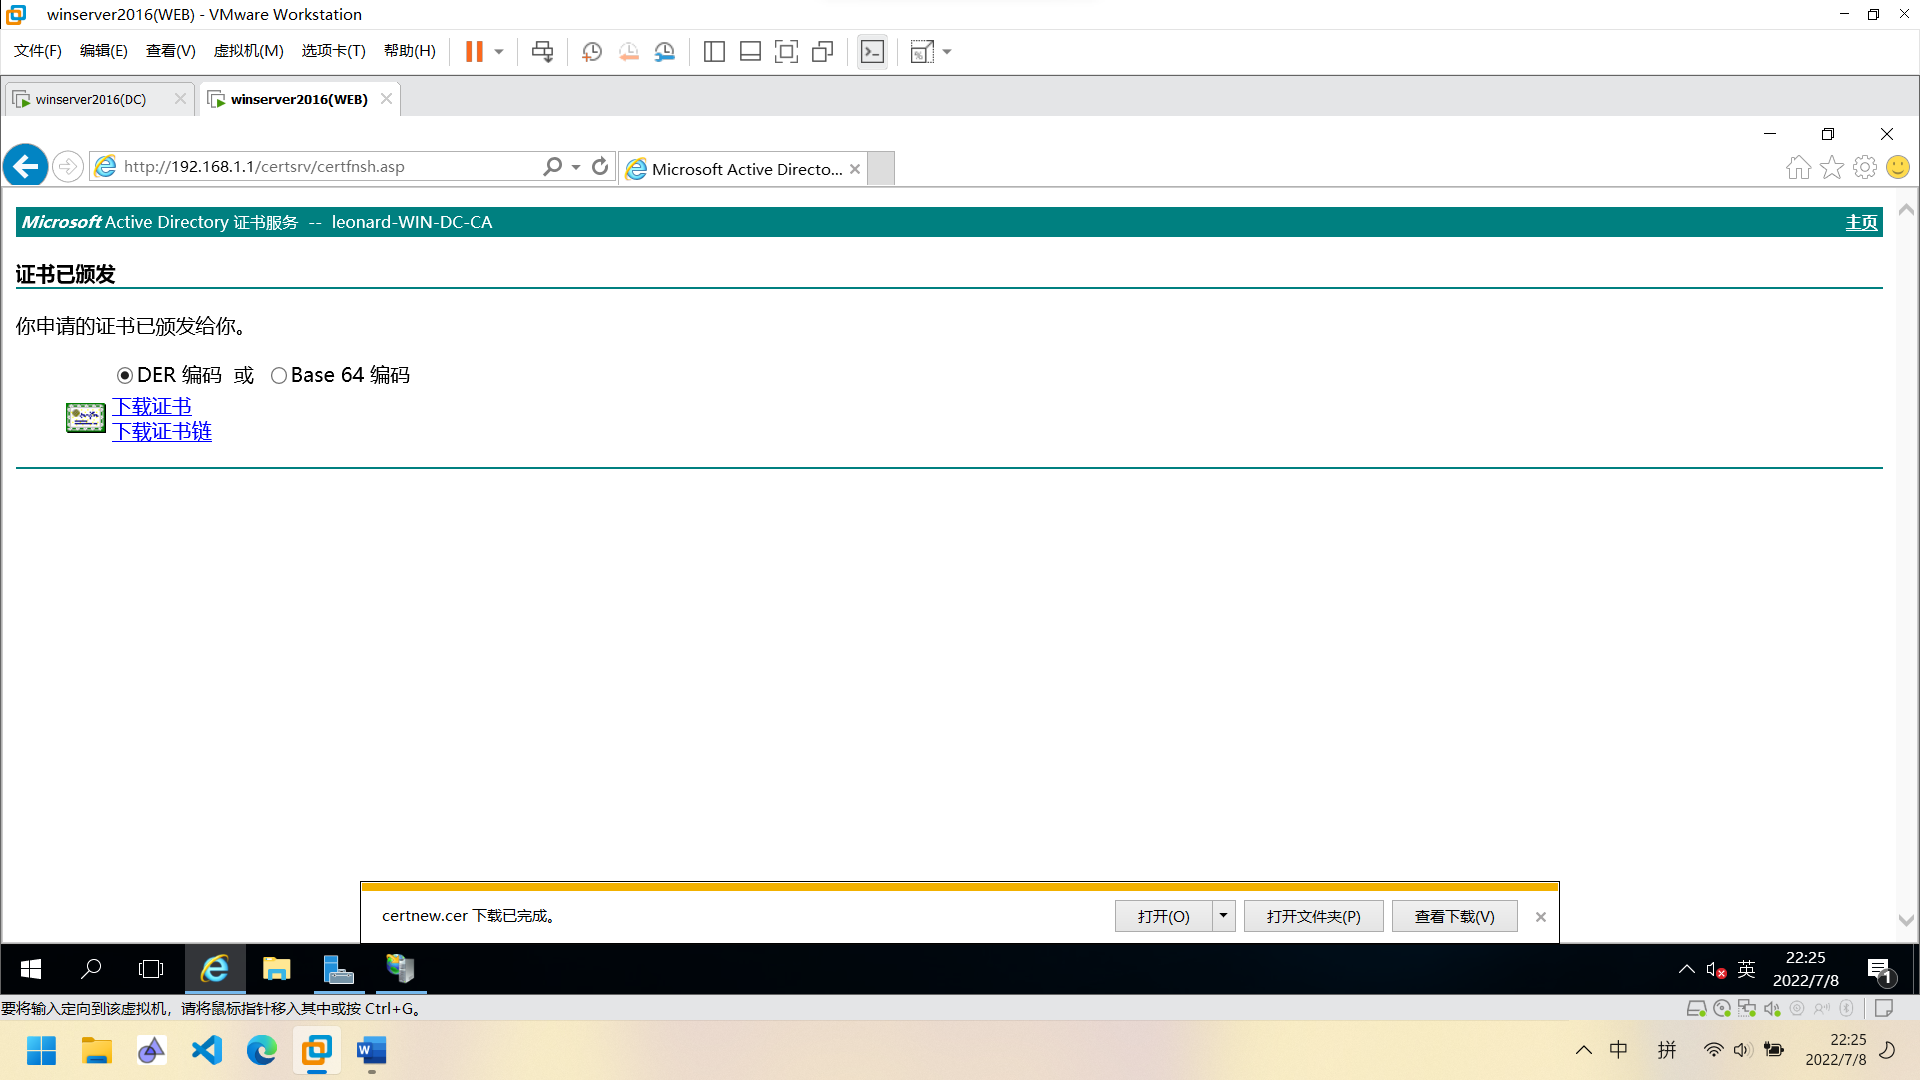 winserver2016(WEB) - VMware Workstation
文件(F) 编辑(E) 查看(V) 虚拟机(M) 选项卡(T) 帮助(H)
winserver2016(DC) winserver2016(WEB)
http://192.168.1.1/certsrv/certfnsh.asp Microsoft Active Directo...
Microsoft Active Directory 证书服务 -- leonard-WIN-DC-CA 主页
证书已颁发
你申请的证书已颁发给你。
DER 编码 或 Base 64 编码
下载证书
下载证书链
certnew.cer 下载已完成。 打开(O) 打开文件夹(P) 查看下载(V)
英 22:25
2022/7/8 1
要将输入定向到该虚拟机，请将鼠标指针移入其中或按 Ctrl+G。
中 拼 22:25
2022/7/8